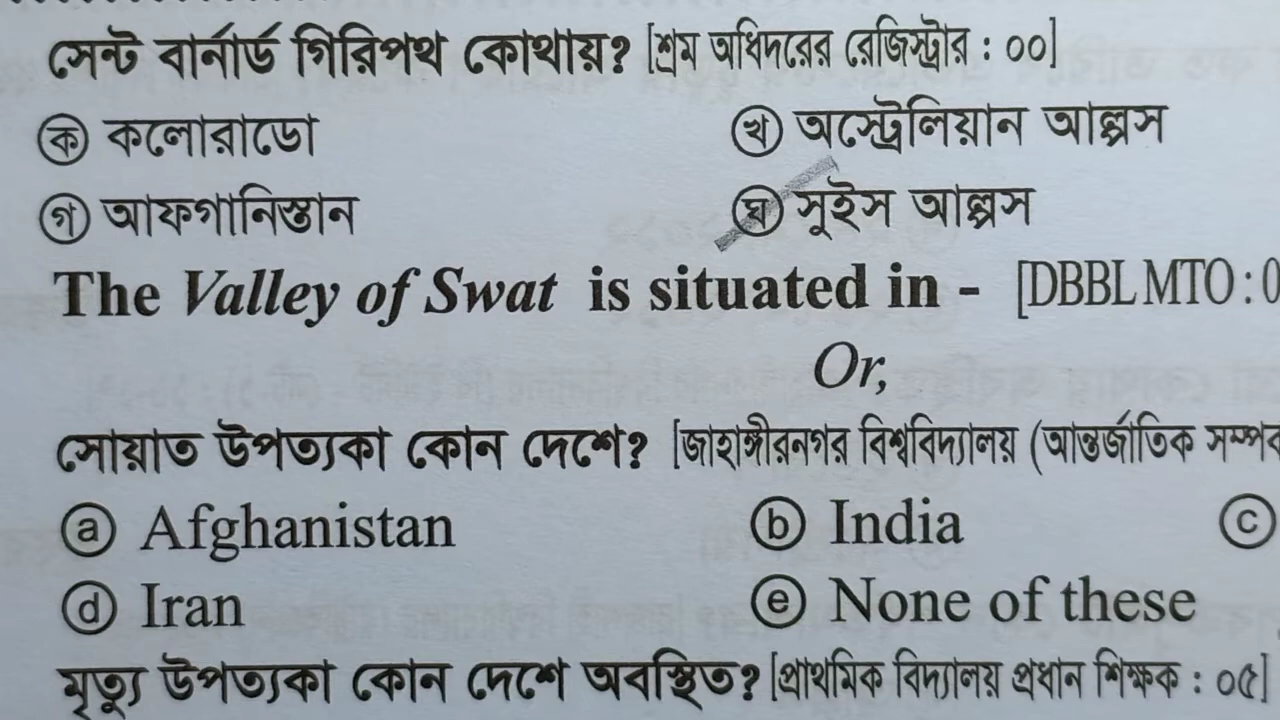 সেন্ট বার্নার্ড গিরিপথ কোথায়? [শ্রম অধিদরের রেজিস্ট্রার : ০০]
ক কলোরাডো খ অস্ট্রেলিয়ান আল্পস
গ আফগানিস্তান ঘ সুইস আল্পস
The Valley of Swat is situated in - [DBBL MTO : 0
Or,
সোয়াত উপত্যকা কোন দেশে? [জাহাঙ্গীরনগর বিশ্ববিদ্যালয় (আন্তর্জাতিক
a Afghanistan b India c
d Iran e None of these
মৃত্যু উপত্যকা কোন দেশে অবস্থিত? [প্রাথমিক বিদ্যালয় প্রধান শিক্ষক : ০৫]